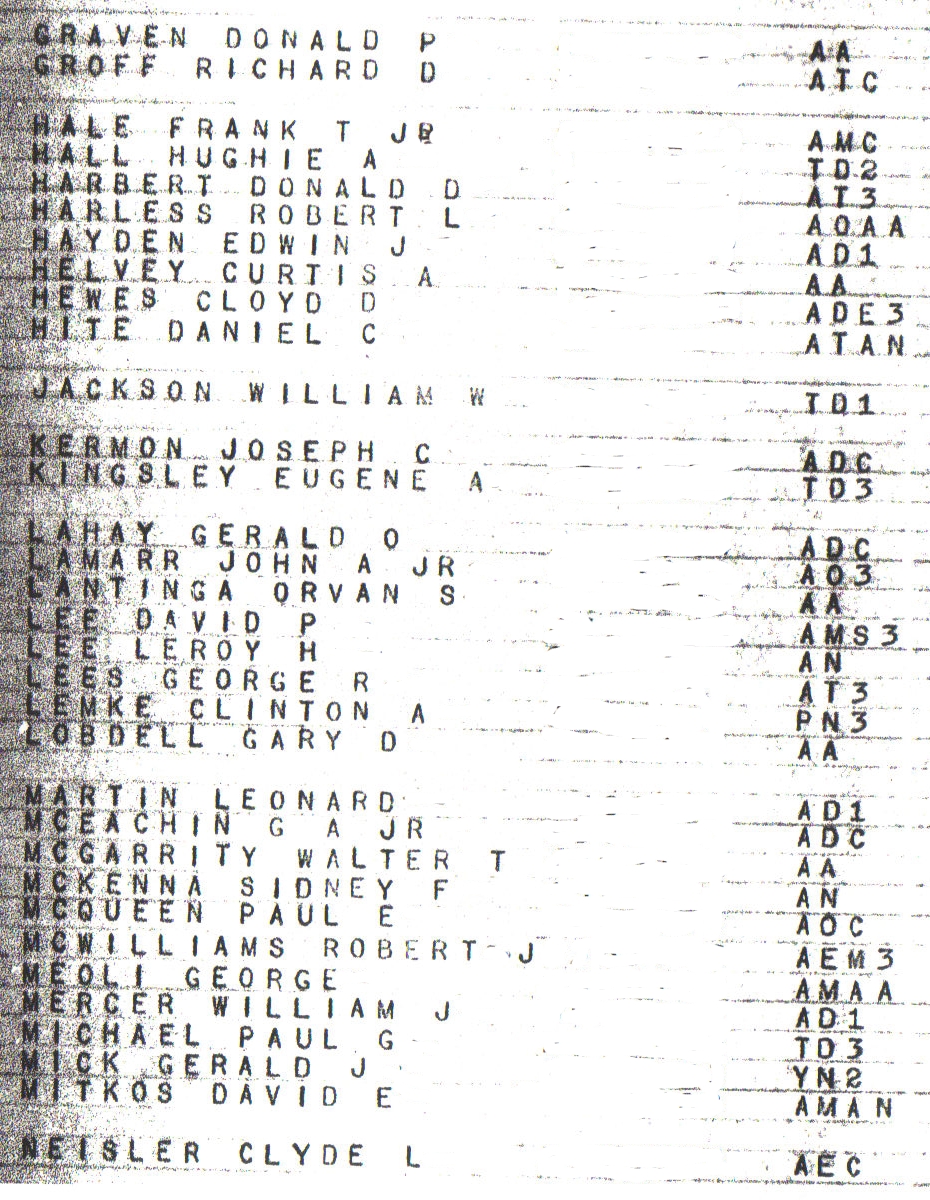 GRAVEN DONALD P AA
GROFF RICHARD D ATC
HALE FRANK T JR AMC
HALL HUGHIE A TD2
HARBERT DONALD D AT3
HARLESS ROBERT L AOAA
HAYDEN EDWIN J AD1
HELVEY CURTIS A AA
HEWES CLOYD D ADE3
HITE DANIEL C ATAN
JACKSON WILLIAM W TD1
KERMON JOSEPH C ADC
KINGSLEY EUGENE A TD3
LAHAY GERALD O ADC
LAMARR JOHN A JR AO3
LANTINGA ORVAN S AA
LEE DAVID P AMS3
LEE LEROY H AN
LEES GEORGE R AT3
LEMKE CLINTON A PN3
LOBDELL GARY D AA
MARTIN LEONARD AD1
MCEACHIN G A JR ADC
MCGARRITY WALTER T AA
MCKENNA SIDNEY F AN
MCQUEEN PAUL E AOC
MCWILLIAMS ROBERT J AEM3
MEOLI GEORGE AMAA
MERCER WILLIAM J AD1
MICHAEL PAUL G TD3
MICK GERALD J YN2
MITKOS DAVID E AMAN
NEISLER CLYDE L AEC